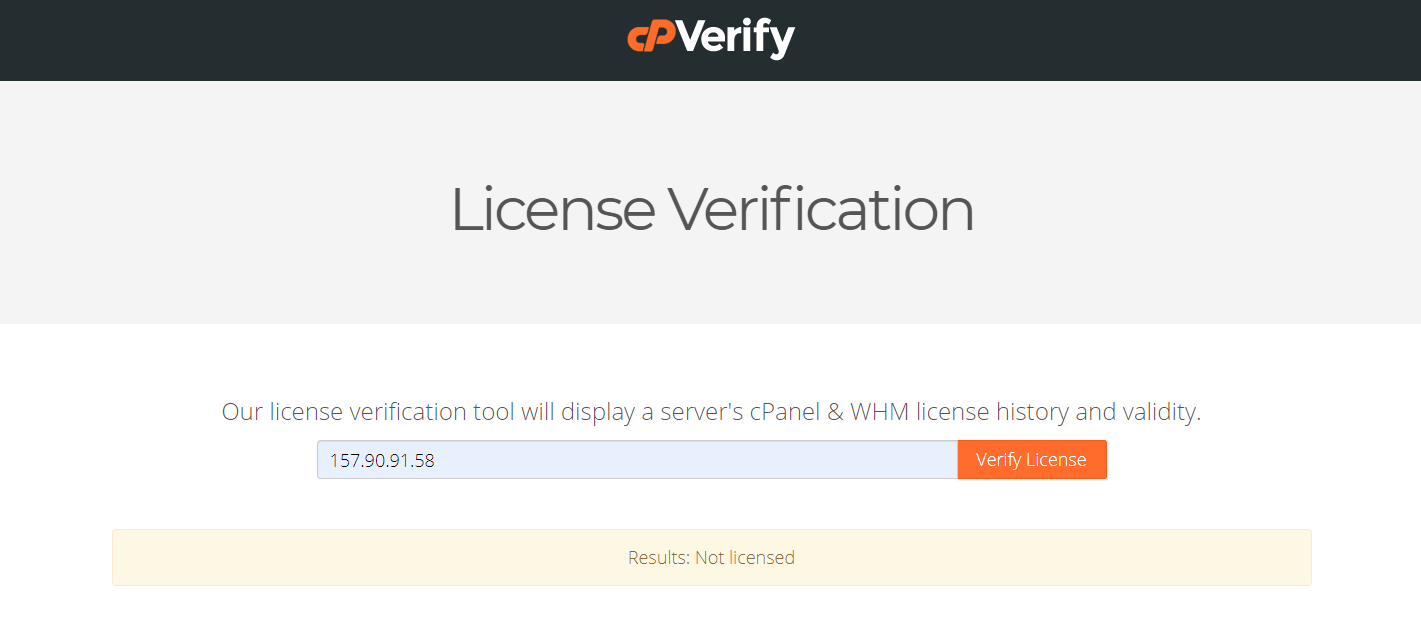 cPVerify
License Verification
Our license verification tool will display a server's cPanel & WHM license history and validity.
157.90.91.58
Verify License
Results: Not licensed